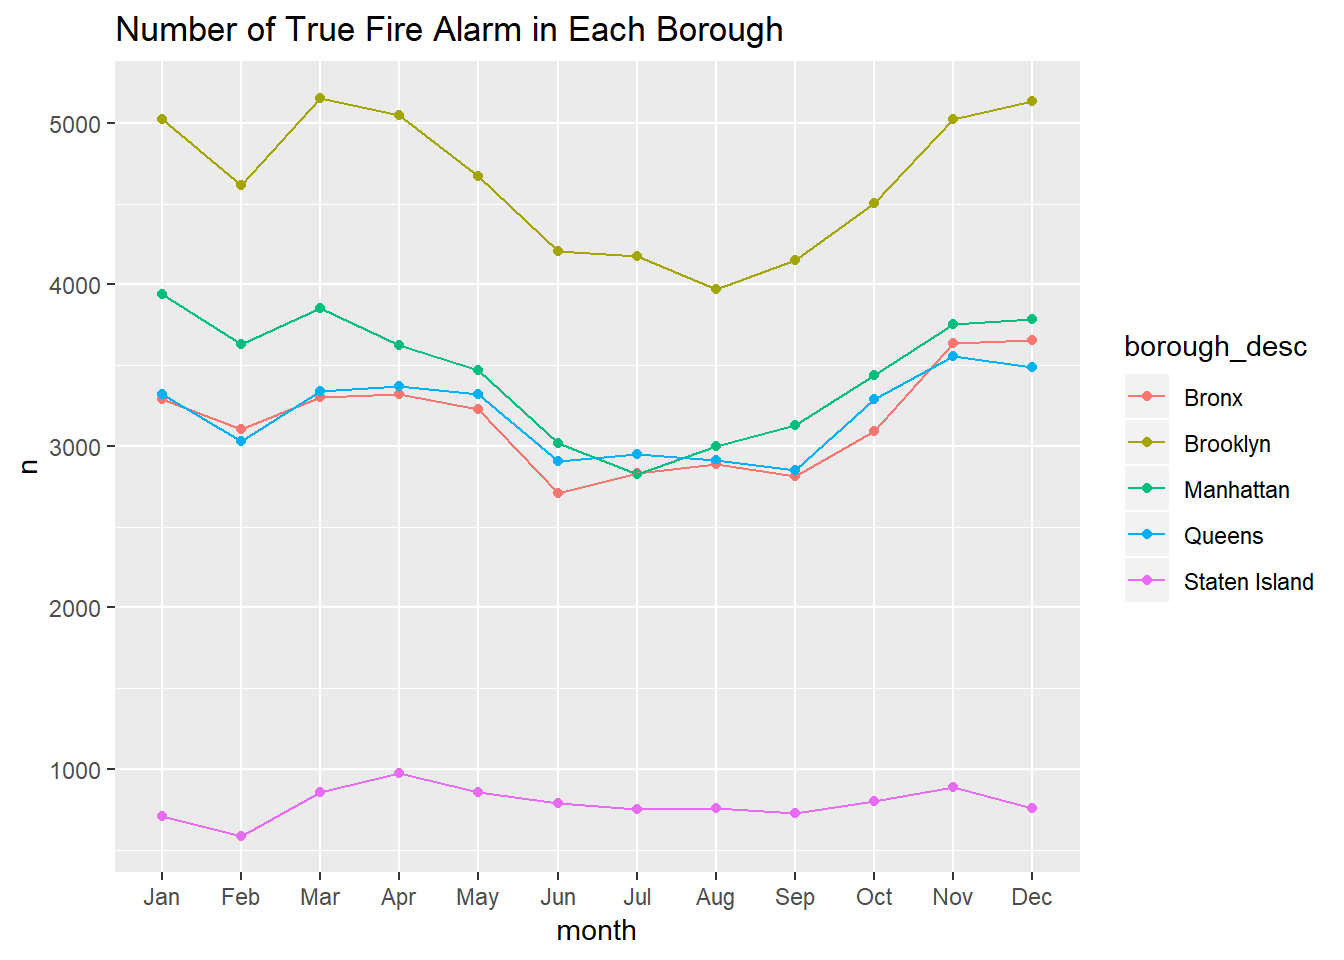 Number of True Fire Alarm in Each Borough
5000
4000
3000
2000
1000
n
Jan Feb Mar Apr May Jun Jul Aug Sep Oct Nov Dec
month
borough_desc
Bronx
Brooklyn
Manhattan
Queens
Staten Island